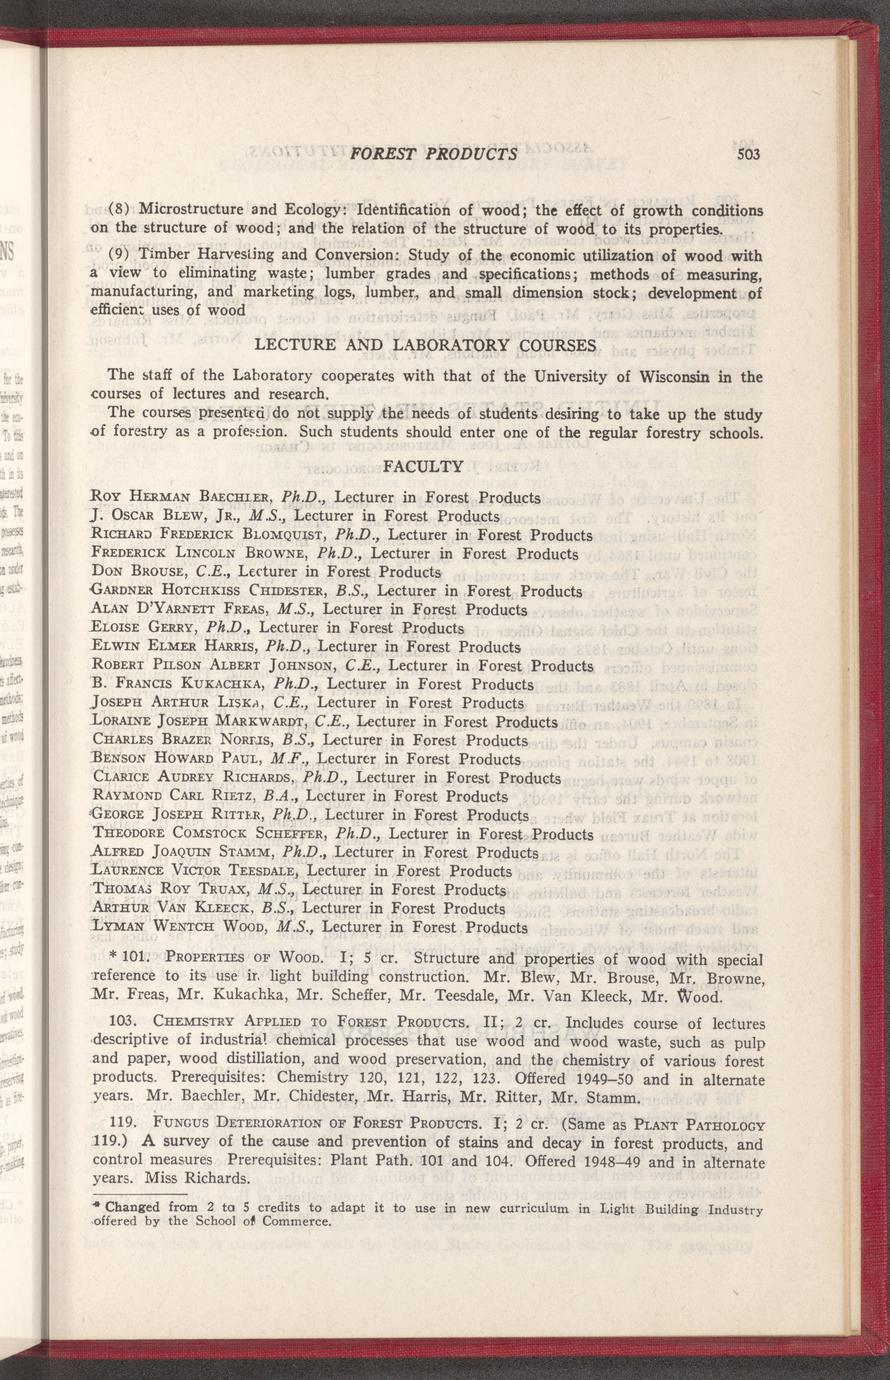 FOREST PRODUCTS 503
(8) Microstructure and Ecology: Identification of wood; the effect of growth conditions
on the structure of wood; and the relation of the structure of wood to its properties.
(9) Timber Harvesting and Conversion: Study of the economic utilization of wood with
a view to eliminating waste; lumber grades and specifications; methods of measuring,
manufacturing, and marketing logs, lumber, and small dimension stock; development of
efficient uses of wood
LECTURE AND LABORATORY COURSES
The staff of the Laboratory cooperates with that of the University of Wisconsin in the
courses of lectures and research.
The courses presented do not supply the needs of students desiring to take up the study
of forestry as a profession. Such students should enter one of the regular forestry schools.
FACULTY
ROY HERMAN BAECHLER, Ph.D., Lecturer in Forest Products
J. OSCAR BLEW, JR., M.S., Lecturer in Forest Products
RICHARD FREDERICK BLOMQUIST, Ph.D., Lecturer in Forest Products
FREDERICK LINCOLN BROWNE, Ph.D., Lecturer in Forest Products
DON BROUSE, C.E., Lecturer in Forest Products
GARDNER HOTCHKISS CHIDESTER, B.S., Lecturer in Forest Products
ALAN D'YARNETT FREAS, M.S., Lecturer in Forest Products
ELOISE GERRY, Ph.D., Lecturer in Forest Products
ELWIN ELMER HARRIS, Ph.D., Lecturer in Forest Products
ROBERT PILSON ALBERT JOHNSON, C.E., Lecturer in Forest Products
B. FRANCIS KUKACHKA, Ph.D., Lecturer in Forest Products
JOSEPH ARTHUR LISKA, C.E., Lecturer in Forest Products
LORAINE JOSEPH MARKWARDT, C.E., Lecturer in Forest Products
CHARLES BRAZER NORRIS, B.S., Lecturer in Forest Products
BENSON HOWARD PAUL, M.F., Lecturer in Forest Products
CLARICE AUDREY RICHARDS, Ph.D., Lecturer in Forest Products
RAYMOND CARL RIETZ, B.A., Lecturer in Forest Products
GEORGE JOSEPH RITTER, Ph.D., Lecturer in Forest Products
THEODORE COMSTOCK SCHEFFER, Ph.D., Lecturer in Forest Products
ALFRED JOAQUIN STAMM, Ph.D., Lecturer in Forest Products
LAURENCE VICTOR TEESDALE, Lecturer in Forest Products
THOMAS ROY TRUAX, M.S., Lecturer in Forest Products
ARTHUR VAN KLEECK, B.S., Lecturer in Forest Products
LYMAN WENTCH WOOD, M.S., Lecturer in Forest Products
* 101. PROPERTIES OF WOOD. I; 5 cr. Structure and properties of wood with special
reference to its use in light building construction. Mr. Blew, Mr. Brouse, Mr. Browne,
Mr. Freas, Mr. Kukachka, Mr. Scheffer, Mr. Teesdale, Mr. Van Kleeck, Mr. Wood.
103. CHEMISTRY APPLIED TO FOREST PRODUCTS. II; 2 cr. Includes course of lectures
descriptive of industrial chemical processes that use wood and wood waste, such as pulp
and paper, wood distillation, and wood preservation, and the chemistry of various forest
products. Prerequisites: Chemistry 120, 121, 122, 123. Offered 1949–50 and in alternate
years. Mr. Baechler, Mr. Chidester, Mr. Harris, Mr. Ritter, Mr. Stamm.
119. FUNGUS DETERIORATION OF FOREST PRODUCTS. I; 2 cr. (Same as PLANT PATHOLOGY
119.) A survey of the cause and prevention of stains and decay in forest products, and
control measures Prerequisites: Plant Path. 101 and 104. Offered 1948–49 and in alternate
years. Miss Richards.
* Changed from 2 to 5 credits to adapt it to use in new curriculum in Light Building Industry
offered by the School of Commerce.